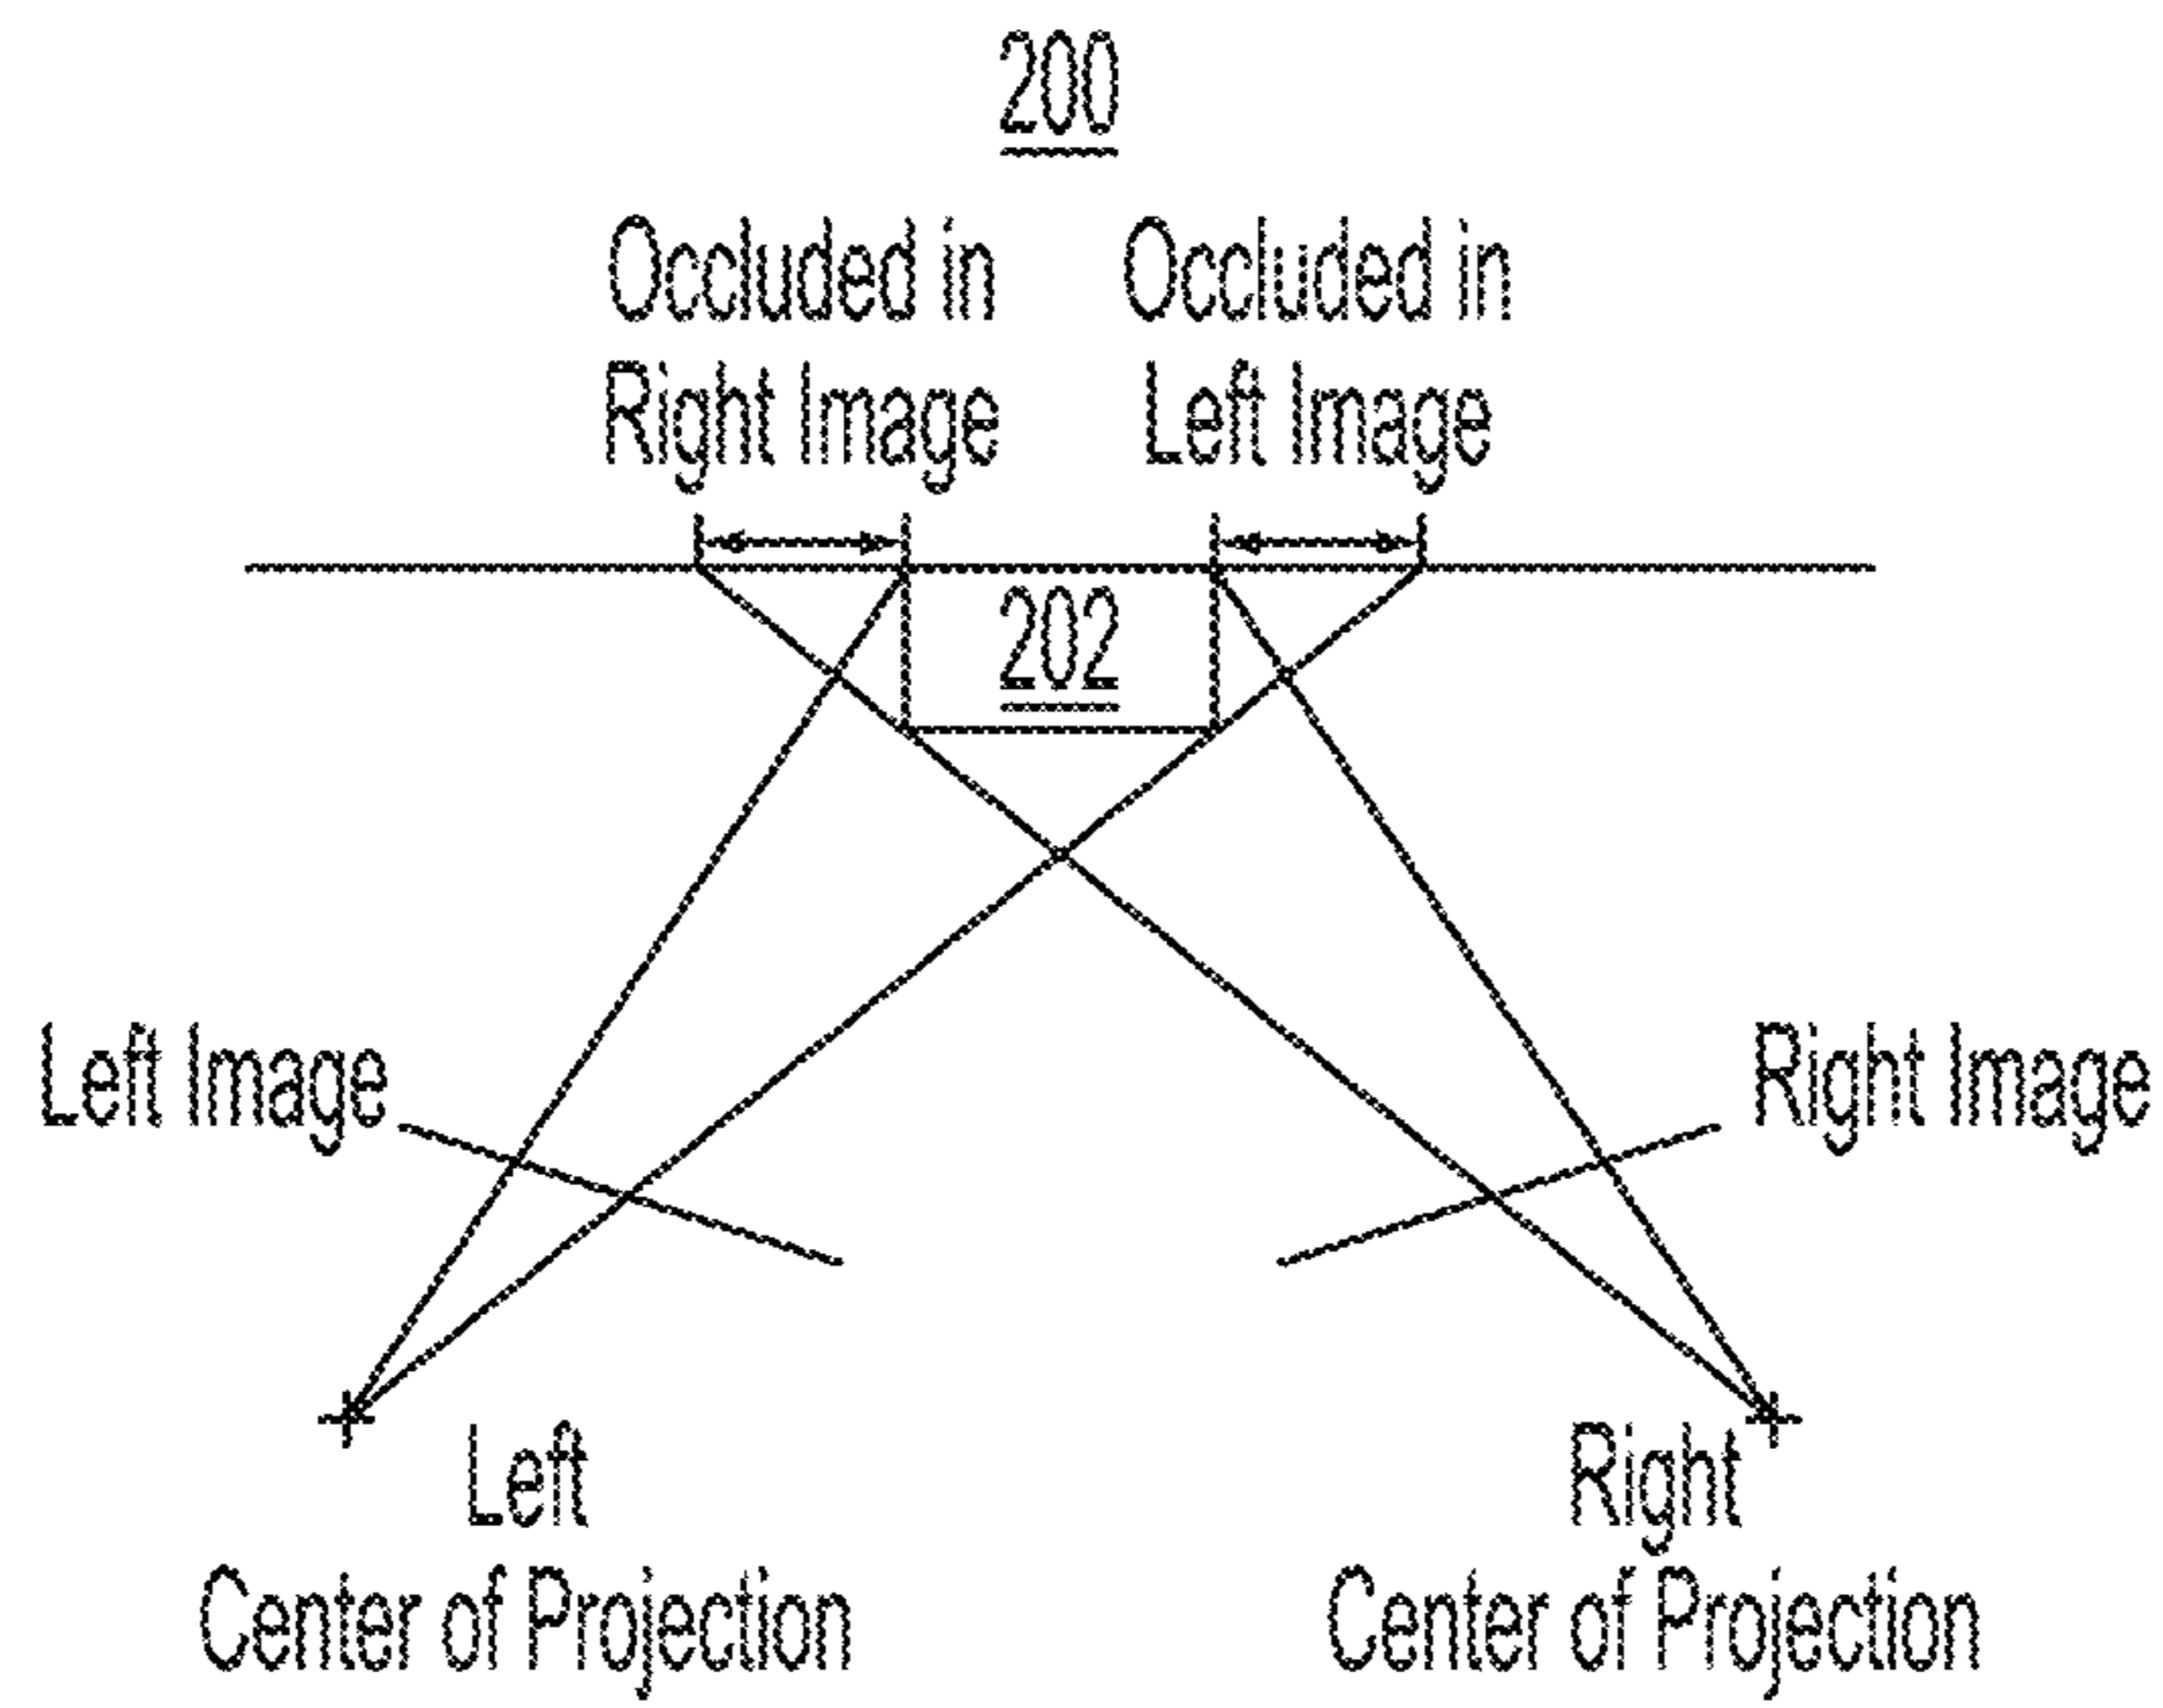 200
Occluded in
Right Image
Occluded in
Left Image
202
Left Image
Right Image
Left
Center of Projection
Right
Center of Projection